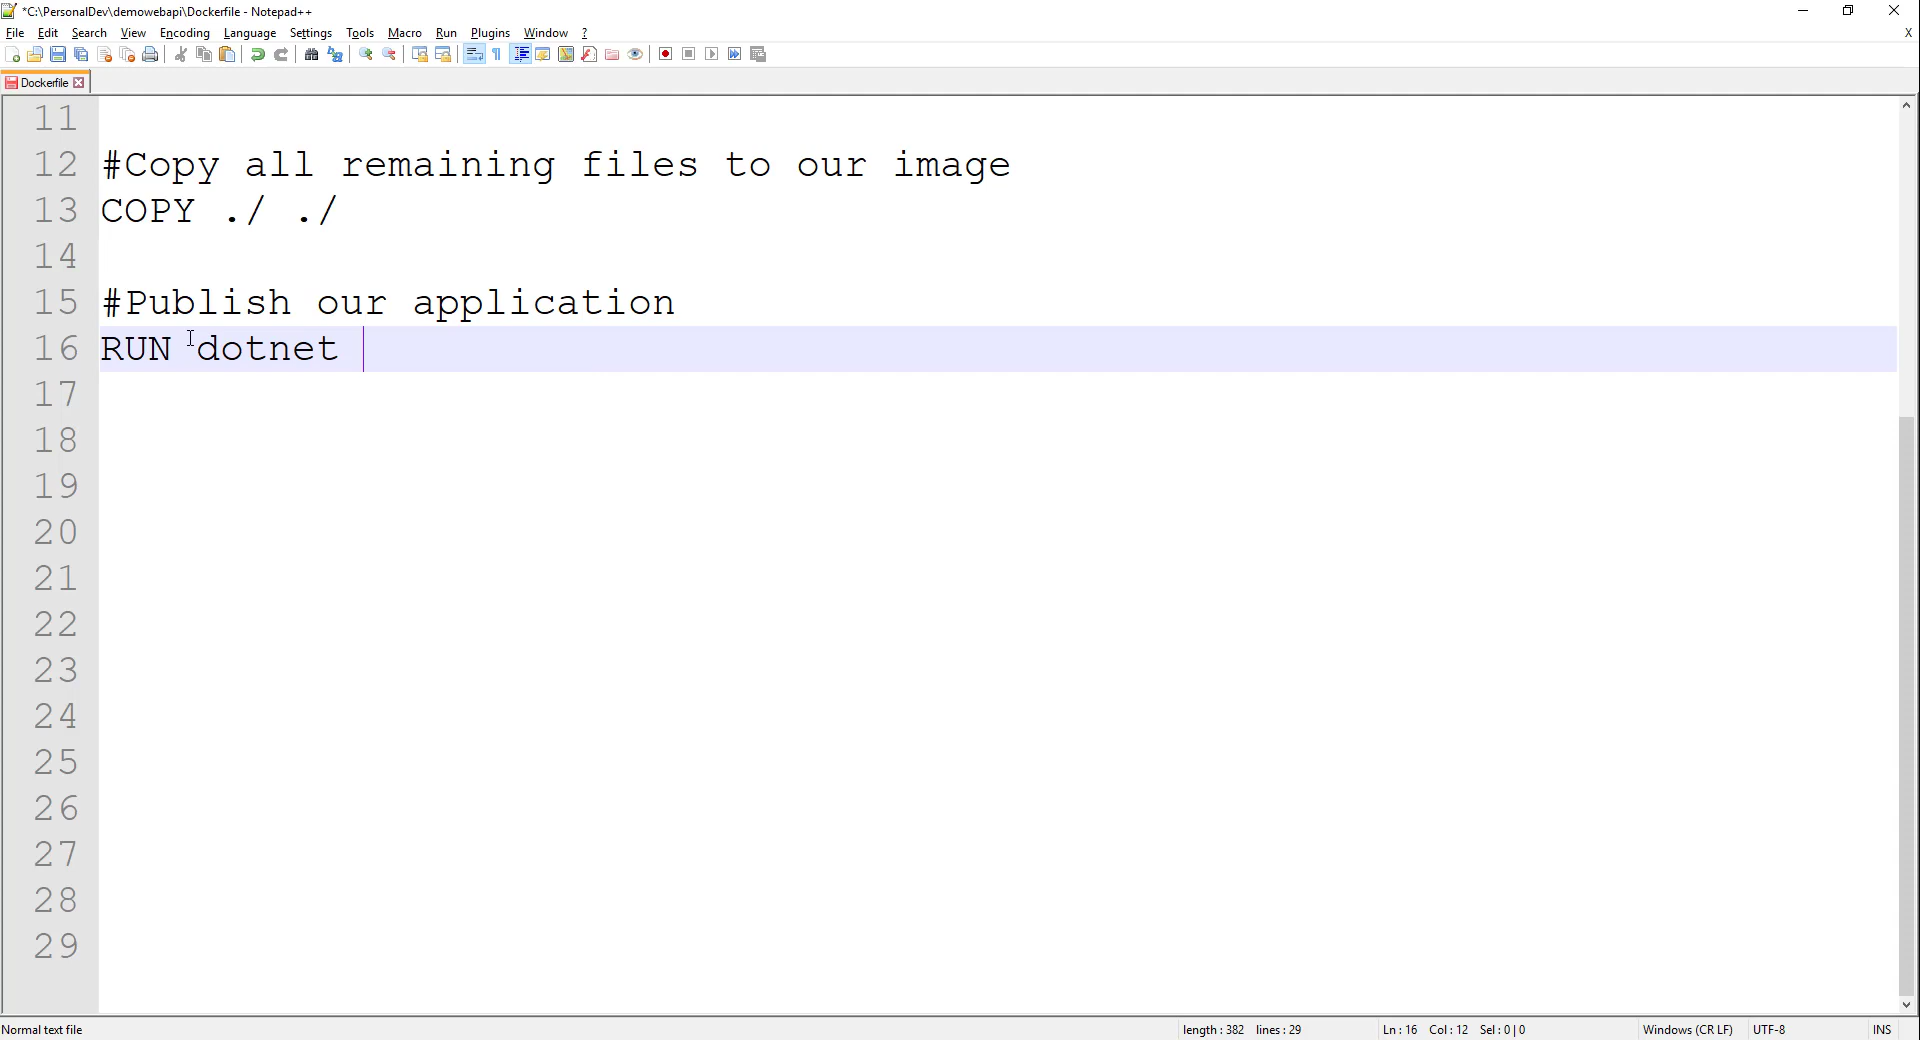 *C:\PersonalDev\demowebapi\Dockerfile - Notepad++
File Edit Search View Encoding Language Settings Tools Macro Run Plugins Window ? X
Dockerfile
11
12 #Copy all remaining files to our image
13 COPY ./ ./
14
15 #Publish our application
16 RUN dotnet
17
18
19
20
21
22
23
24
25
26
27
28
29
Normal text file length : 382 lines : 29 Ln : 16 Col : 12 Sel : 0 | 0 Windows (CR LF) UTF-8 INS